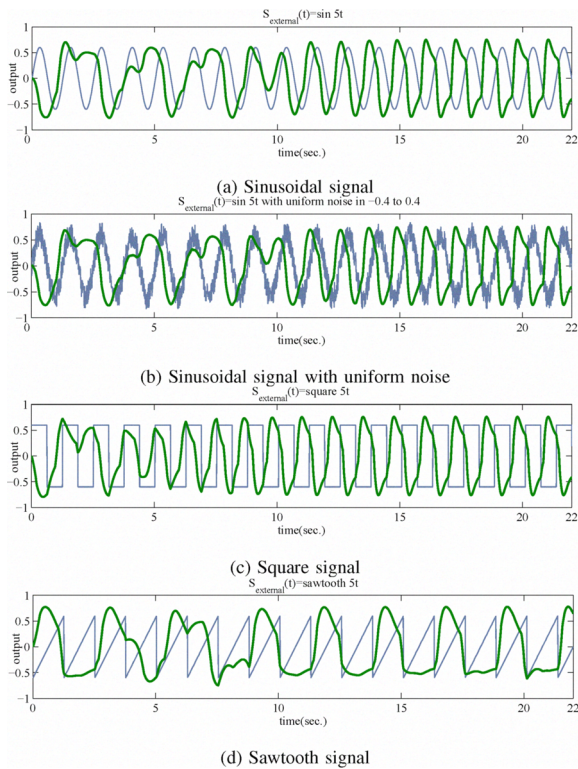 S_external(t)=sin 5t
1
0.5
0
−0.5
−1
output
0 5 10 15 20 22
time(sec.)
(a) Sinusoidal signal
S_external(t)=sin 5t with uniform noise in −0.4 to 0.4
1
0.5
0
−0.5
−1
output
0 5 10 15 20 22
time(sec.)
(b) Sinusoidal signal with uniform noise
S_external(t)=square 5t
1
0.5
0
−0.5
−1
output
0 5 10 15 20 22
time(sec.)
(c) Square signal
S_external(t)=sawtooth 5t
1
0.5
0
−0.5
−1
output
0 5 10 15 20 22
time(sec.)
(d) Sawtooth signal